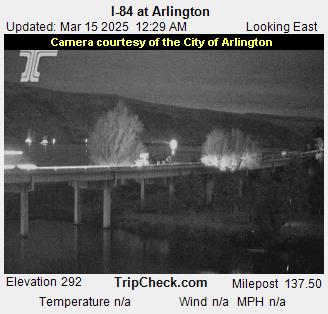 I-84 at Arlington
Updated: Mar 15 2025 12:29 AM Looking East
Camera courtesy of the City of Arlington
Elevation 292 TripCheck.com Milepost 137.50
Temperature n/a Wind n/a MPH n/a